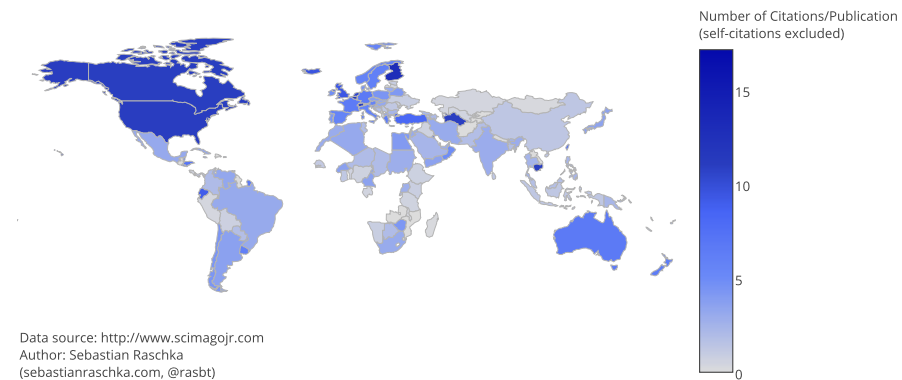 Number of Citations/Publication
(self-citations excluded)
15
10
5
0
Data source: http://www.scimagojr.com
Author: Sebastian Raschka
(sebastianraschka.com, @rasbt)